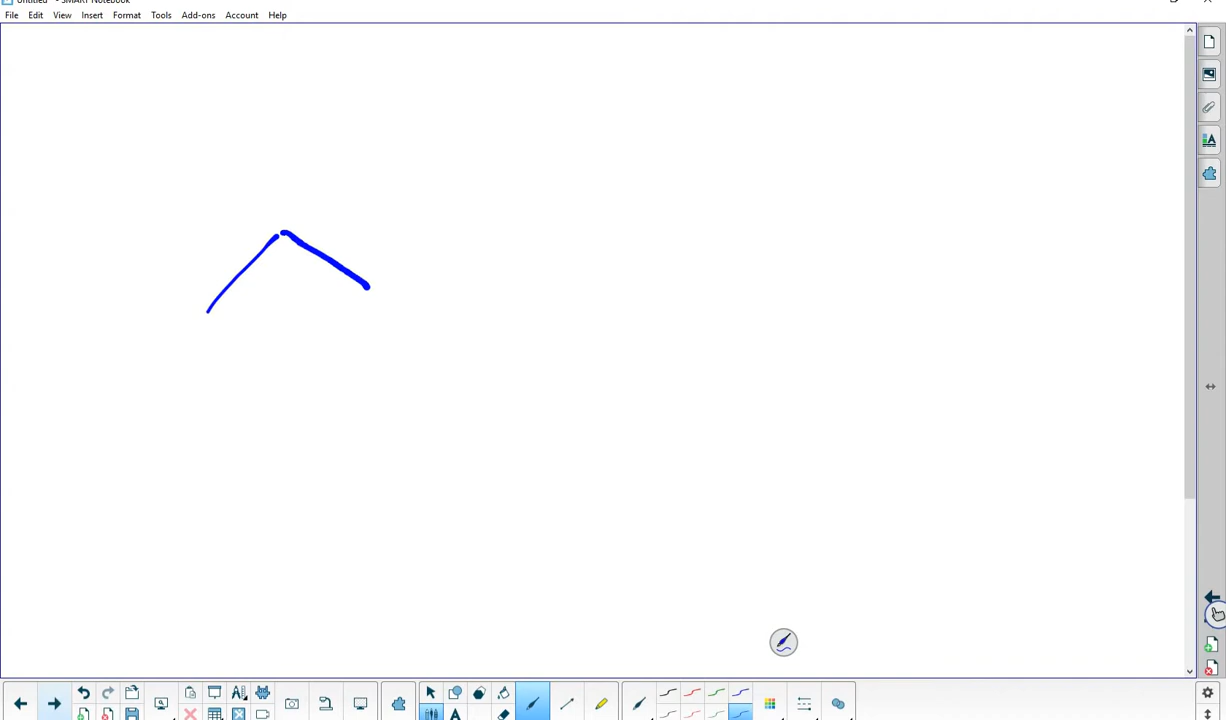 Untitled* - SMART Notebook
File Edit View Insert Format Tools Add-ons Account Help